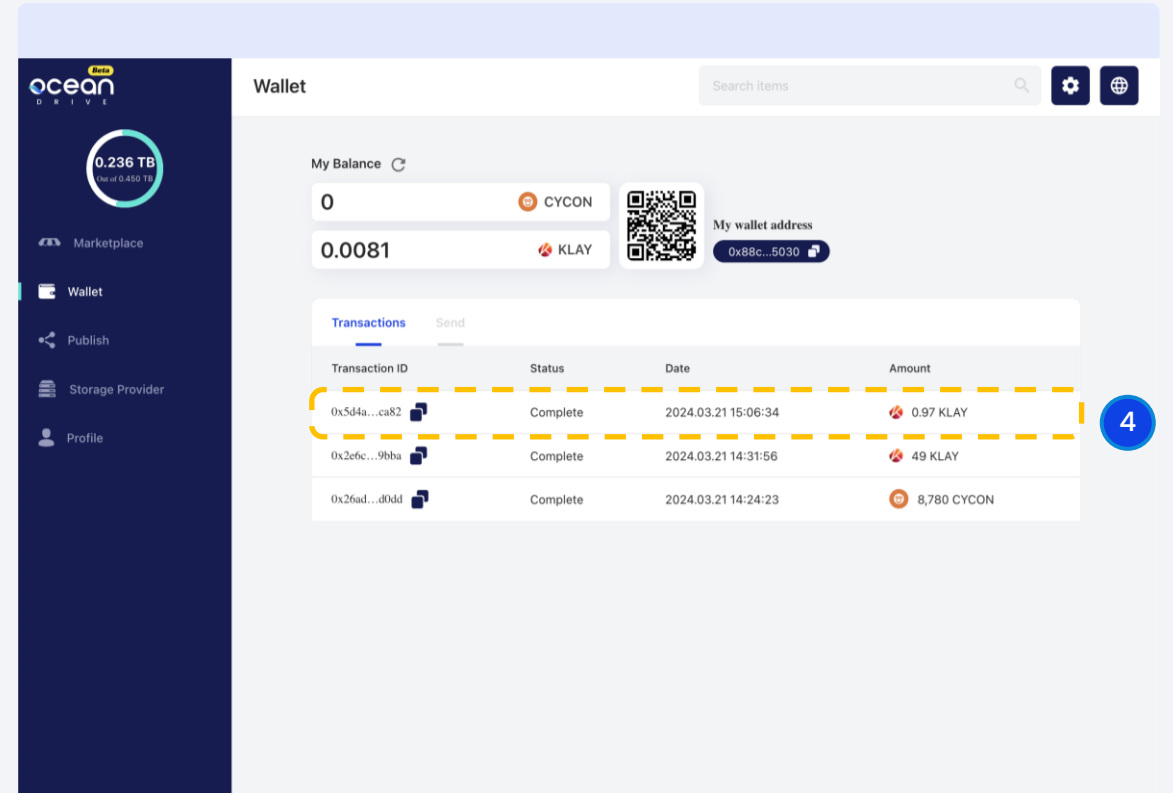 Beta
ocean
DRIVE
0.236 TB
Out of 0.450 TB
Marketplace
Wallet
Publish
Storage Provider
Profile
Wallet
Search items
My Balance
0 CYCON
0.0081 KLAY
My wallet address
0x88c...5030
Transactions Send
Transaction ID Status Date Amount
0x5d4a...ca82 Complete 2024.03.21 15:06:34 0.97 KLAY
4
0x2e6c...9bba Complete 2024.03.21 14:31:56 49 KLAY
0x26ad...d0dd Complete 2024.03.21 14:24:23 8,780 CYCON